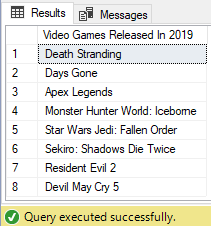 Results Messages
Video Games Released In 2019
1 Death Stranding
2 Days Gone
3 Apex Legends
4 Monster Hunter World: Iceborne
5 Star Wars Jedi: Fallen Order
6 Sekiro: Shadows Die Twice
7 Resident Evil 2
8 Devil May Cry 5
Query executed successfully.